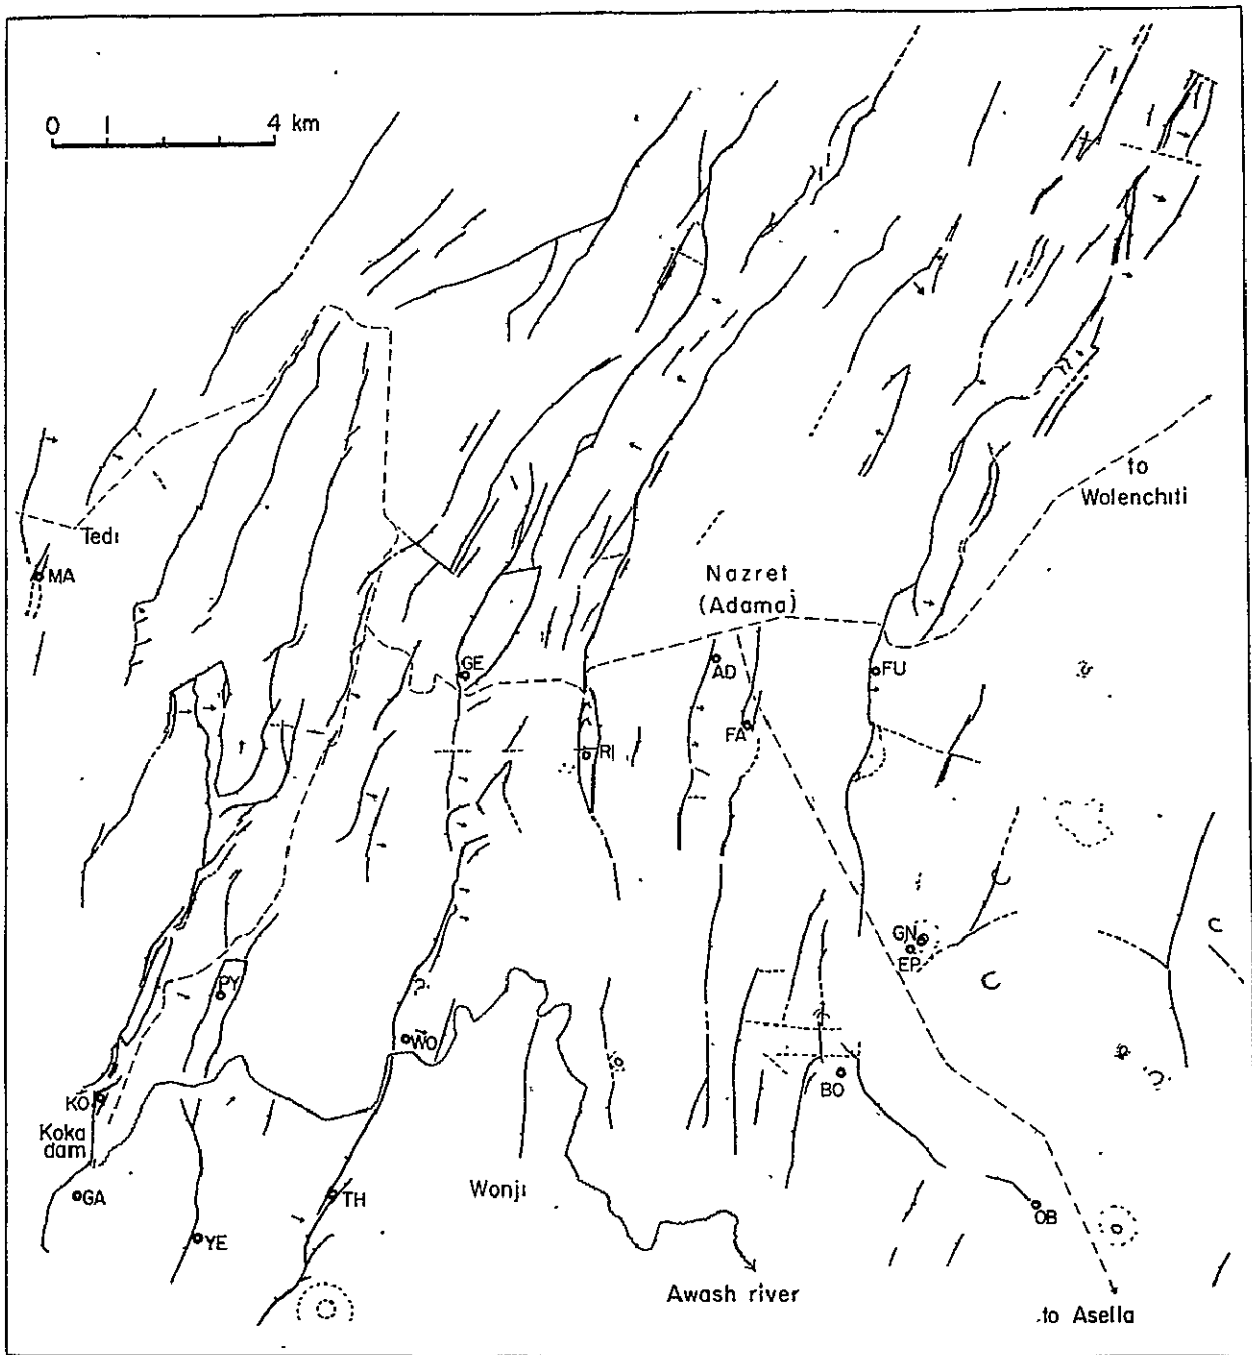 0 1 4 km
to
Wolenchiti
Tedi
MA
Nazret
(Adama)
GE
AD
FU
FA
RI
GN
EP
PY
WO
BO
KO
Koka
dam
GA
TH
Wonji
YE
OB
Awash river
to Asella